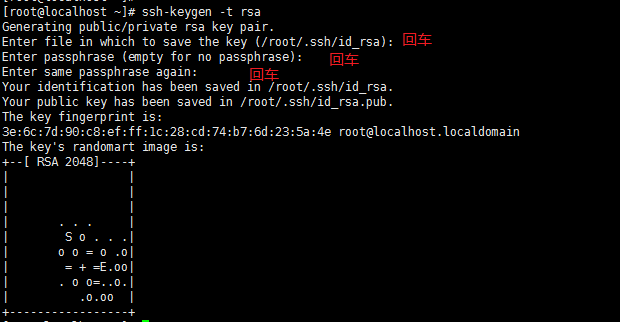 [root@localhost ~]# ssh-keygen -t rsa
Generating public/private rsa key pair.
Enter file in which to save the key (/root/.ssh/id_rsa): 回车
Enter passphrase (empty for no passphrase): 回车
Enter same passphrase again: 回车
Your identification has been saved in /root/.ssh/id_rsa.
Your public key has been saved in /root/.ssh/id_rsa.pub.
The key fingerprint is:
3e:6c:7d:90:c8:ef:ff:1c:28:cd:74:b7:6d:23:5a:4e root@localhost.localdomain
The key's randomart image is:
+--[ RSA 2048]----+
|                 |
|                 |
|                 |
|       . . .     |
|        S o . . .|
|       o o = o .o|
|        = + =E.oo|
|       . o o=..o.|
|          .o.oo  |
+-----------------+